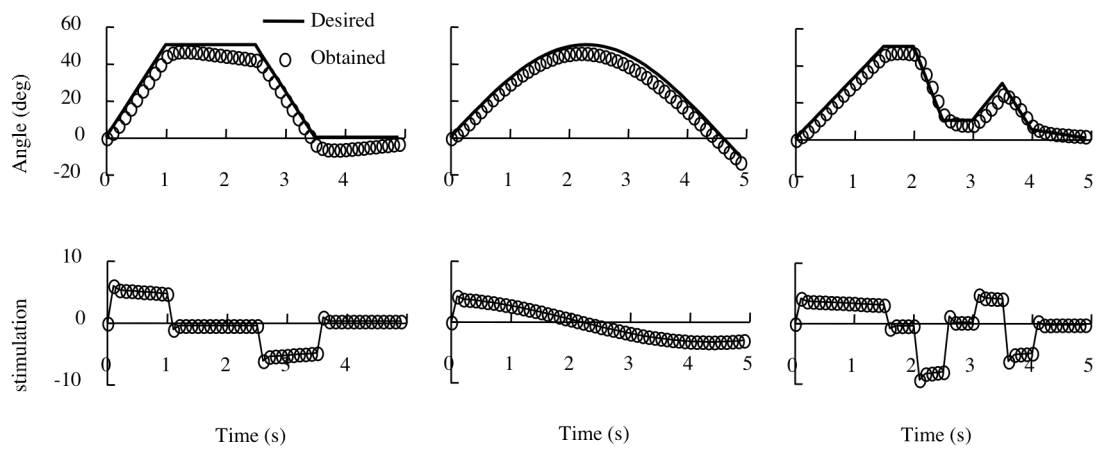 60
40
20
0
-20
Angle (deg)
Desired
Obtained
0 1 2 3 4
0 1 2 3 4 5
0 1 2 3 4 5
10
0
-10
stimulation
0 1 2 3 4
0 1 2 3 4 5
0 1 2 3 4 5
Time (s)
Time (s)
Time (s)